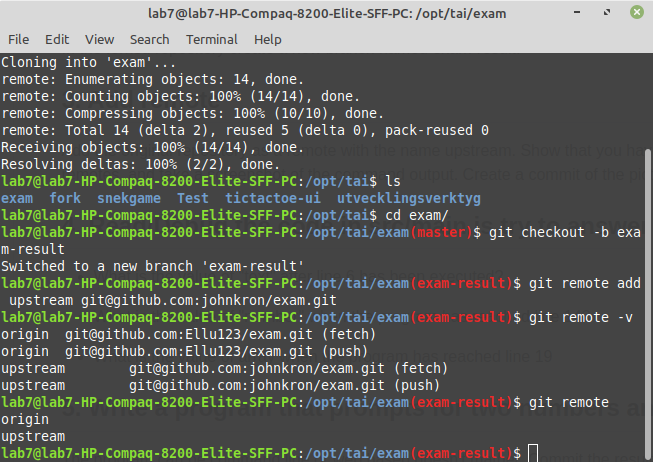 lab7@lab7-HP-Compaq-8200-Elite-SFF-PC: /opt/tai/exam
File Edit View Search Terminal Help
Cloning into 'exam'...
remote: Enumerating objects: 14, done.
remote: Counting objects: 100% (14/14), done.
remote: Compressing objects: 100% (10/10), done.
remote: Total 14 (delta 2), reused 5 (delta 0), pack-reused 0
Receiving objects: 100% (14/14), done.
Resolving deltas: 100% (2/2), done.
lab7@lab7-HP-Compaq-8200-Elite-SFF-PC:/opt/tai$ ls
exam fork snekgame Test tictactoe-ui utvecklingsverktyg
lab7@lab7-HP-Compaq-8200-Elite-SFF-PC:/opt/tai$ cd exam/
lab7@lab7-HP-Compaq-8200-Elite-SFF-PC:/opt/tai/exam(master)$ git checkout -b exa
m-result
Switched to a new branch 'exam-result'
lab7@lab7-HP-Compaq-8200-Elite-SFF-PC:/opt/tai/exam(exam-result)$ git remote add
 upstream git@github.com:johnkron/exam.git
lab7@lab7-HP-Compaq-8200-Elite-SFF-PC:/opt/tai/exam(exam-result)$ git remote -v
origin git@github.com:Ellu123/exam.git (fetch)
origin git@github.com:Ellu123/exam.git (push)
upstream git@github.com:johnkron/exam.git (fetch)
upstream git@github.com:johnkron/exam.git (push)
lab7@lab7-HP-Compaq-8200-Elite-SFF-PC:/opt/tai/exam(exam-result)$ git remote
origin
upstream
lab7@lab7-HP-Compaq-8200-Elite-SFF-PC:/opt/tai/exam(exam-result)$